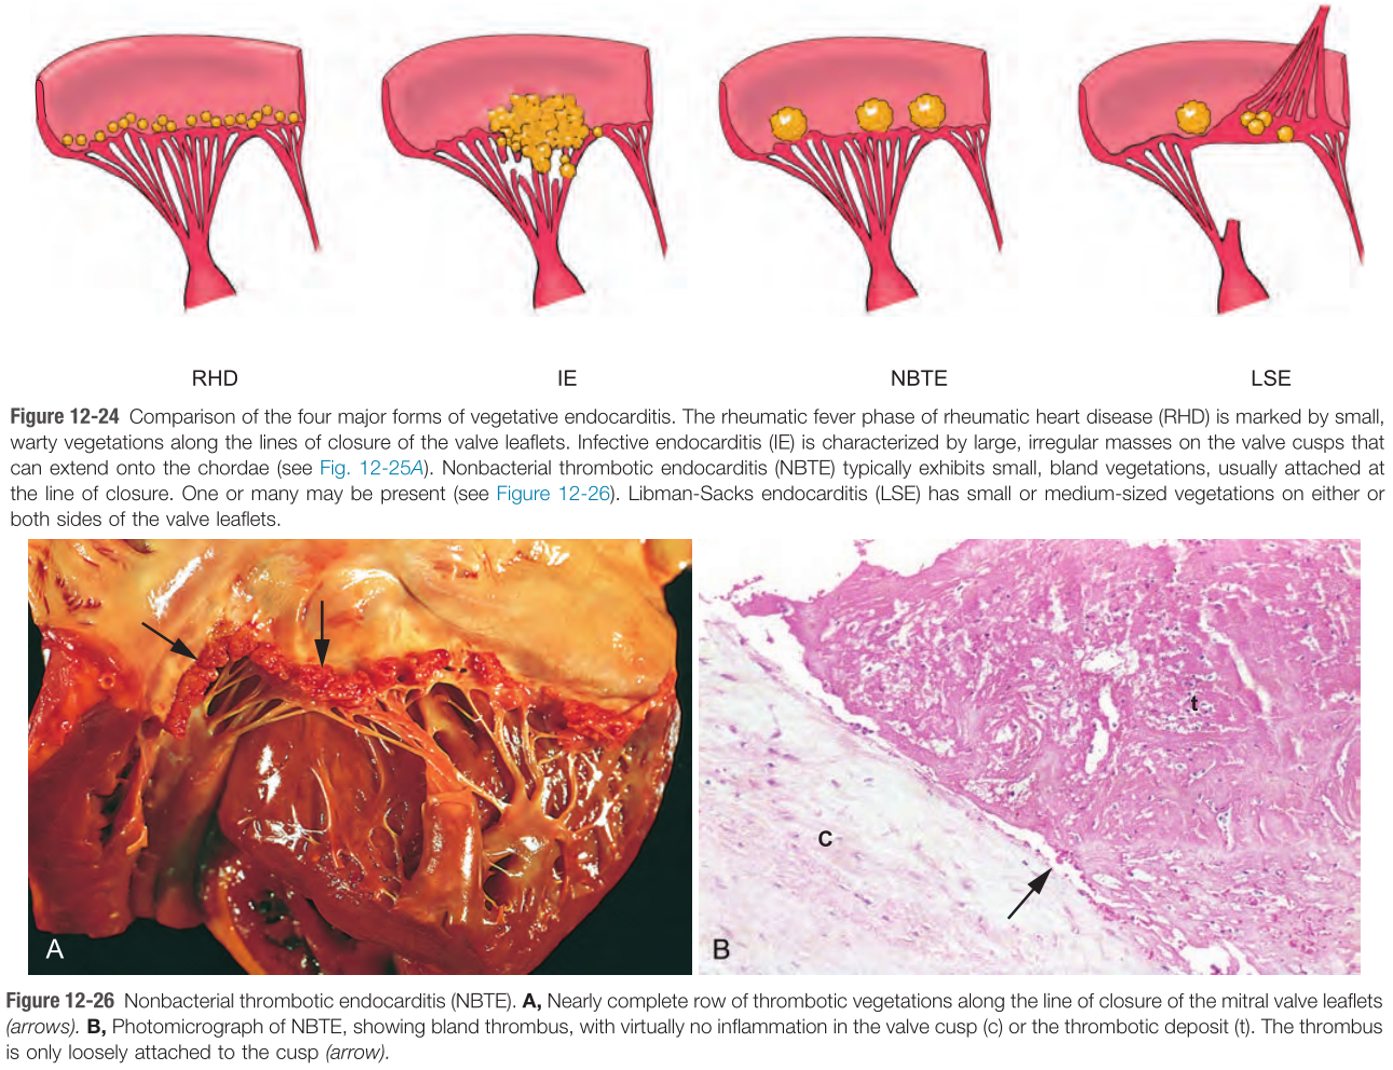 RHD IE NBTE LSE
Figure 12-24 Comparison of the four major forms of vegetative endocarditis. The rheumatic fever phase of rheumatic heart disease (RHD) is marked by small,
warty vegetations along the lines of closure of the valve leaflets. Infective endocarditis (IE) is characterized by large, irregular masses on the valve cusps that
can extend onto the chordae (see Fig. 12-25A). Nonbacterial thrombotic endocarditis (NBTE) typically exhibits small, bland vegetations, usually attached at
the line of closure. One or many may be present (see Figure 12-26). Libman-Sacks endocarditis (LSE) has small or medium-sized vegetations on either or
both sides of the valve leaflets.
t
c
A B
Figure 12-26 Nonbacterial thrombotic endocarditis (NBTE). A, Nearly complete row of thrombotic vegetations along the line of closure of the mitral valve leaflets
(arrows). B, Photomicrograph of NBTE, showing bland thrombus, with virtually no inflammation in the valve cusp (c) or the thrombotic deposit (t). The thrombus
is only loosely attached to the cusp (arrow).